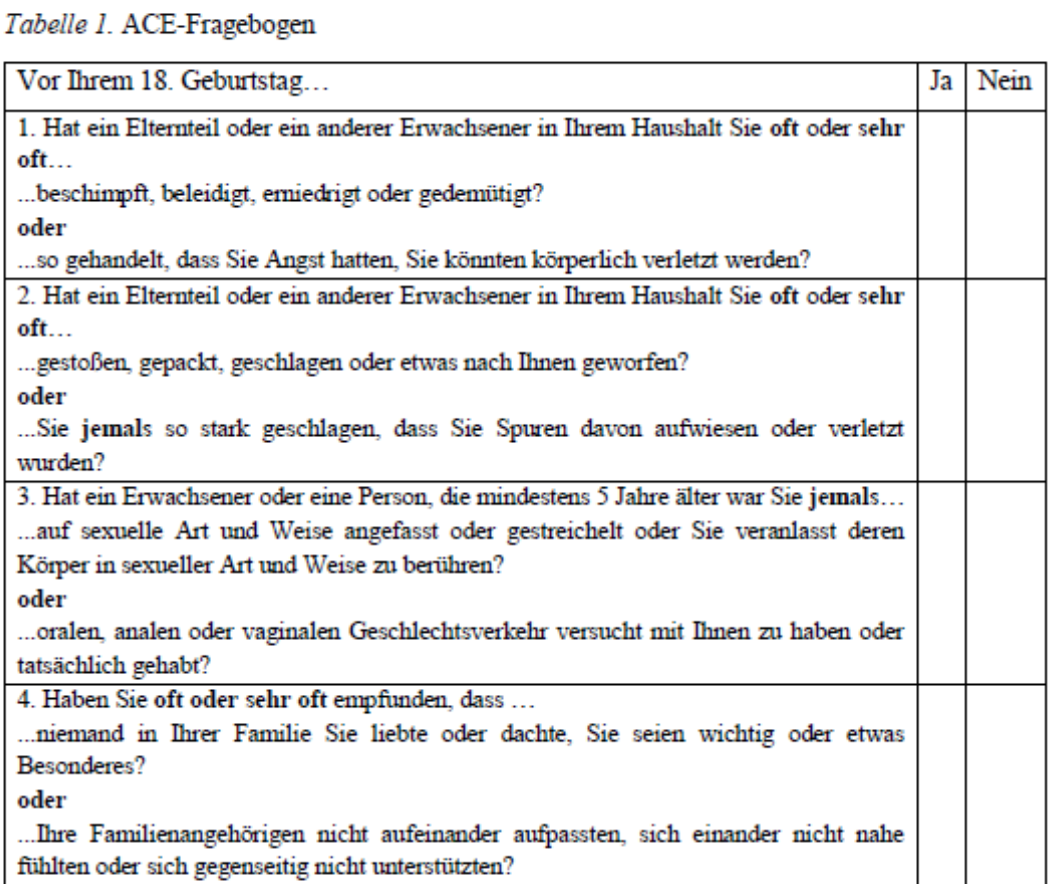 Tabelle 1. ACE-Fragebogen
Vor Ihrem 18. Geburtstag… Ja Nein
1. Hat ein Elternteil oder ein anderer Erwachsener in Ihrem Haushalt Sie oft oder sehr
oft…
...beschimpft, beleidigt, erniedrigt oder gedemütigt?
oder
...so gehandelt, dass Sie Angst hatten, Sie könnten körperlich verletzt werden?
2. Hat ein Elternteil oder ein anderer Erwachsener in Ihrem Haushalt Sie oft oder sehr
oft…
...gestoßen, gepackt, geschlagen oder etwas nach Ihnen geworfen?
oder
...Sie jemals so stark geschlagen, dass Sie Spuren davon aufwiesen oder verletzt
wurden?
3. Hat ein Erwachsener oder eine Person, die mindestens 5 Jahre älter war Sie jemals…
...auf sexuelle Art und Weise angefasst oder gestreichelt oder Sie veranlasst deren
Körper in sexueller Art und Weise zu berühren?
oder
...oralen, analen oder vaginalen Geschlechtsverkehr versucht mit Ihnen zu haben oder
tatsächlich gehabt?
4. Haben Sie oft oder sehr oft empfunden, dass …
...niemand in Ihrer Familie Sie liebte oder dachte, Sie seien wichtig oder etwas
Besonderes?
oder
...Ihre Familienangehörigen nicht aufeinander aufpassten, sich einander nicht nahe
fühlten oder sich gegenseitig nicht unterstützten?